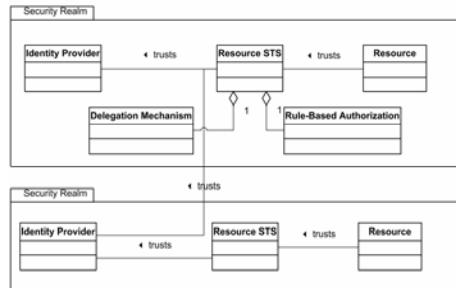 Security Realm
Identity Provider
◄ trusts
Resource STS
◄ trusts
Resource
1
1
Delegation Mechanism
Rule-Based Authorization
◄ trusts
Security Realm
Identity Provider
◄ trusts
Resource STS
◄ trusts
Resource